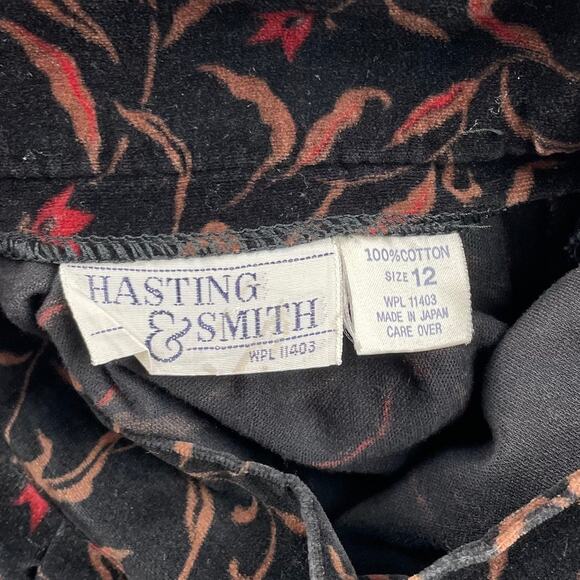 HASTING
& SMITH
WPL 11403
100% COTTON
SIZE 12
WPL 11403
MADE IN JAPAN
CARE OVER